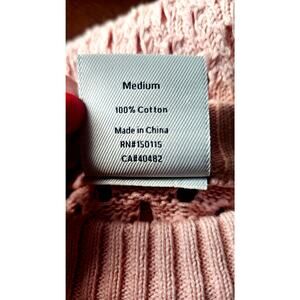 Medium
100% Cotton
Made in China
RN#150115
CA#40482